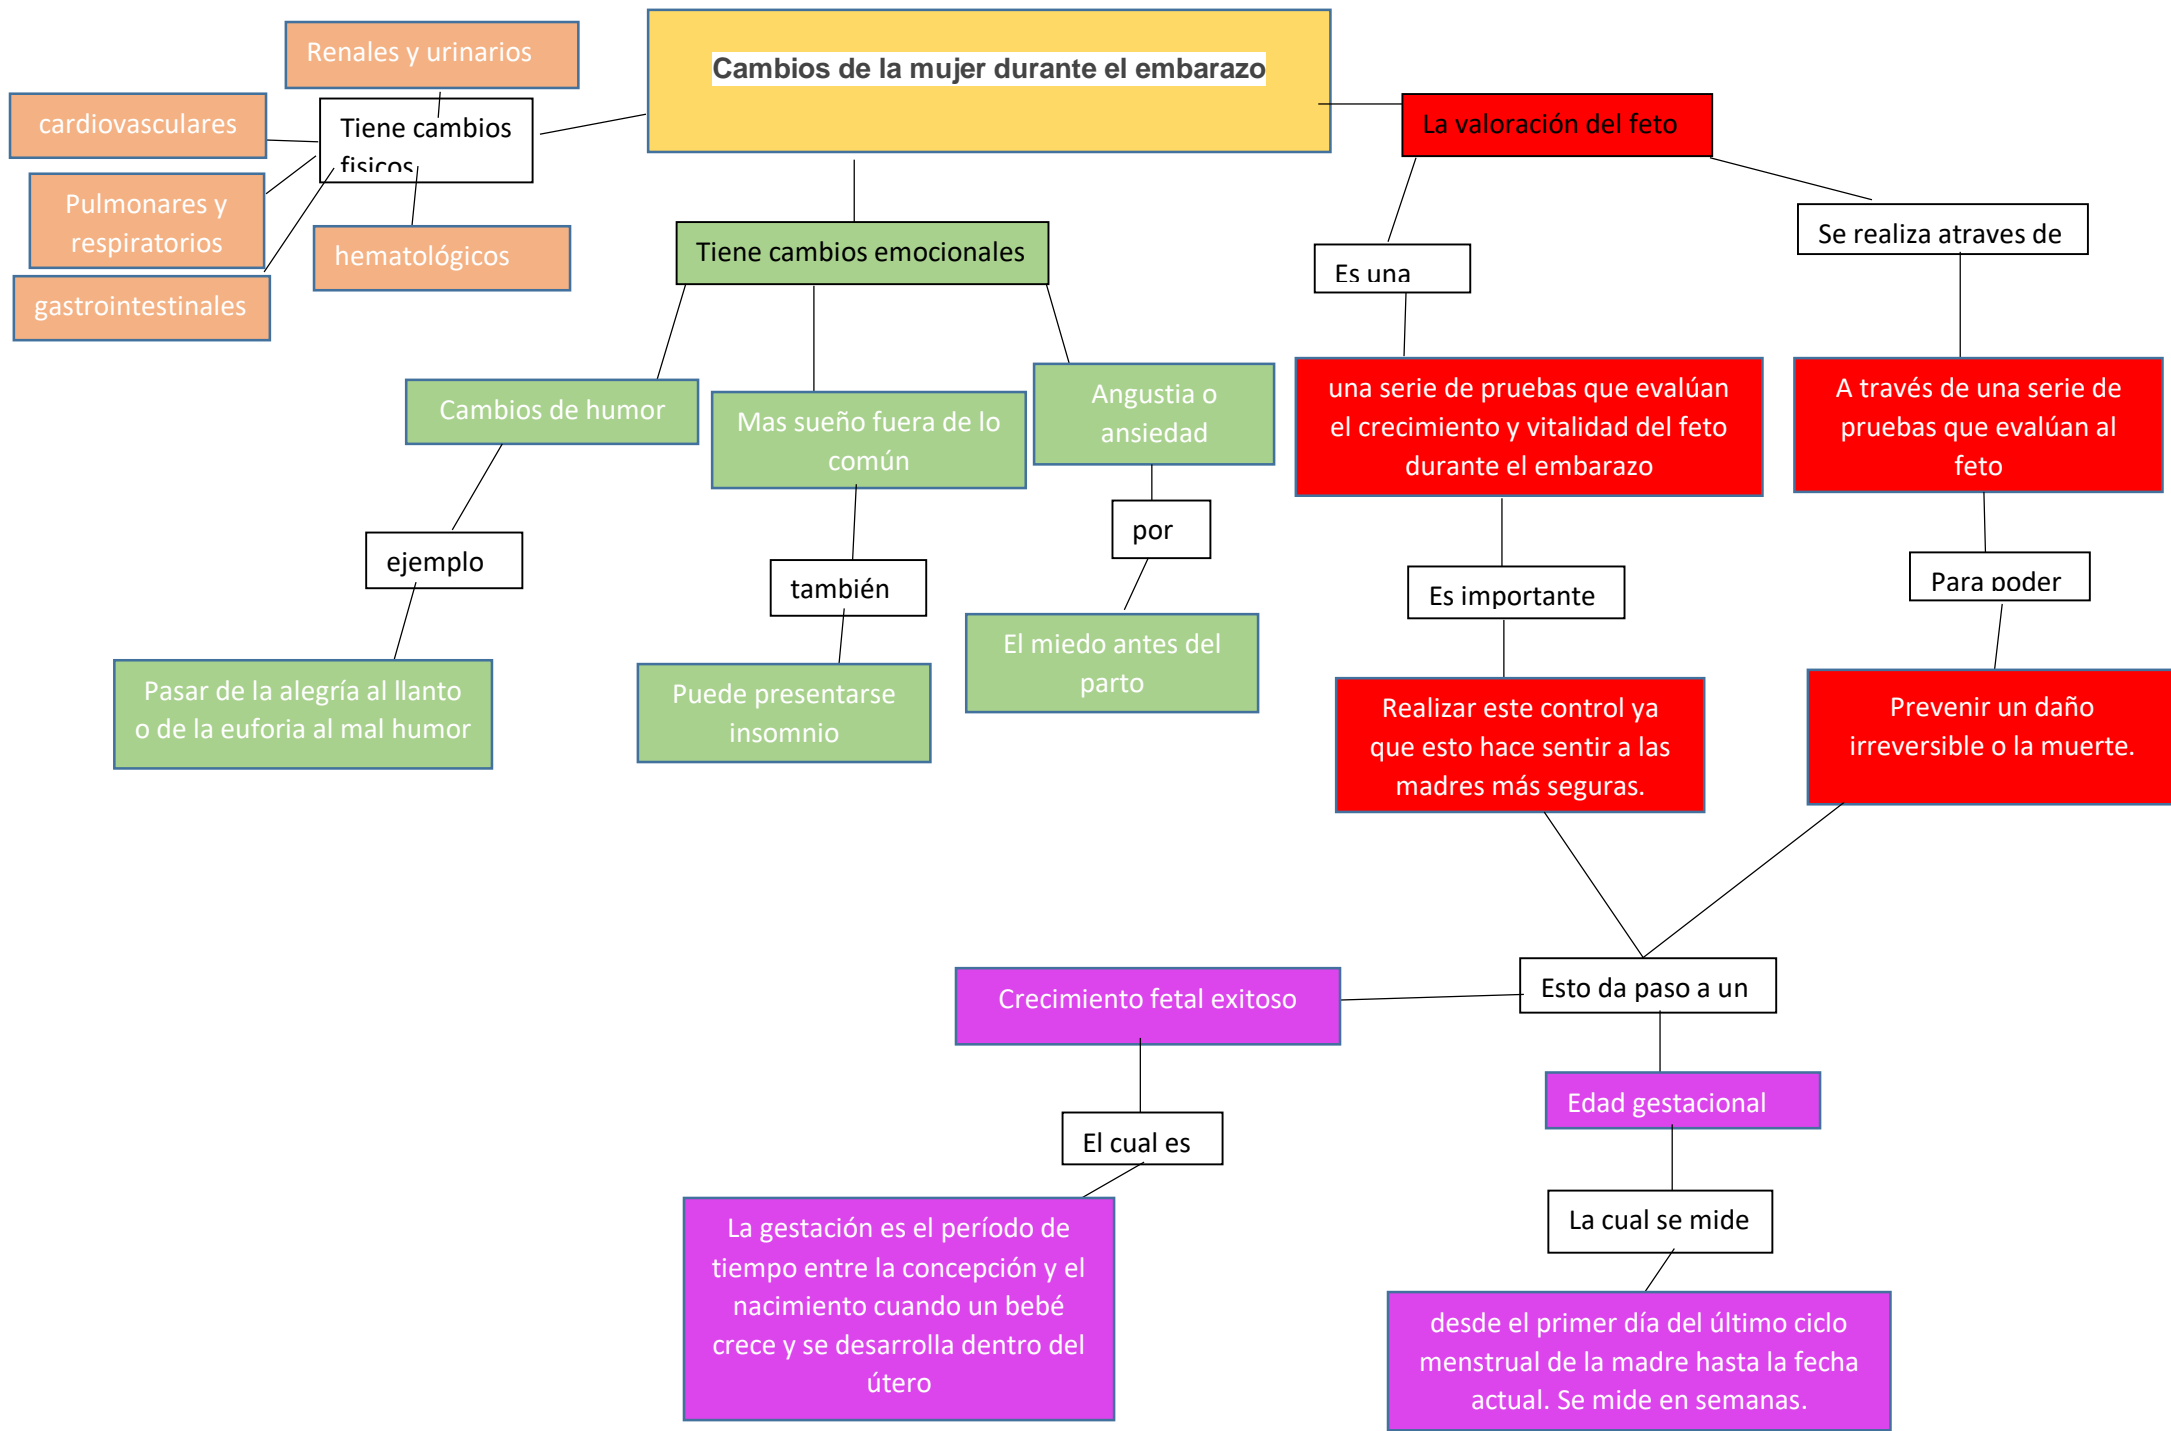 Cambios de la mujer durante el embarazo
Renales y urinarios
cardiovasculares
Tiene cambios
fisicos
Pulmonares y
respiratorios
hematológicos
gastrointestinales
Tiene cambios emocionales
Cambios de humor
Mas sueño fuera de lo
común
Angustia o
ansiedad
ejemplo
también
por
Pasar de la alegría al llanto
o de la euforia al mal humor
Puede presentarse
insomnio
El miedo antes del
parto
La valoración del feto
Es una
Se realiza atraves de
una serie de pruebas que evalúan
el crecimiento y vitalidad del feto
durante el embarazo
A través de una serie de
pruebas que evalúan al
feto
Es importante
Para poder
Realizar este control ya
que esto hace sentir a las
madres más seguras.
Prevenir un daño
irreversible o la muerte.
Esto da paso a un
Crecimiento fetal exitoso
Edad gestacional
El cual es
La cual se mide
La gestación es el período de
tiempo entre la concepción y el
nacimiento cuando un bebé
crece y se desarrolla dentro del
útero
desde el primer día del último ciclo
menstrual de la madre hasta la fecha
actual. Se mide en semanas.